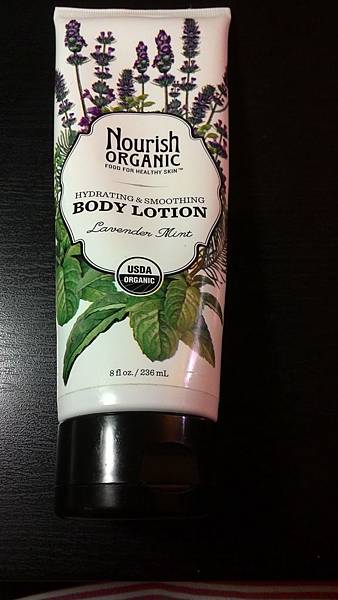 Nourish
ORGANIC
FOOD FOR HEALTHY SKIN™
HYDRATING & SMOOTHING
BODY LOTION
Lavender Mint
USDA
ORGANIC
8 fl oz. / 236 mL